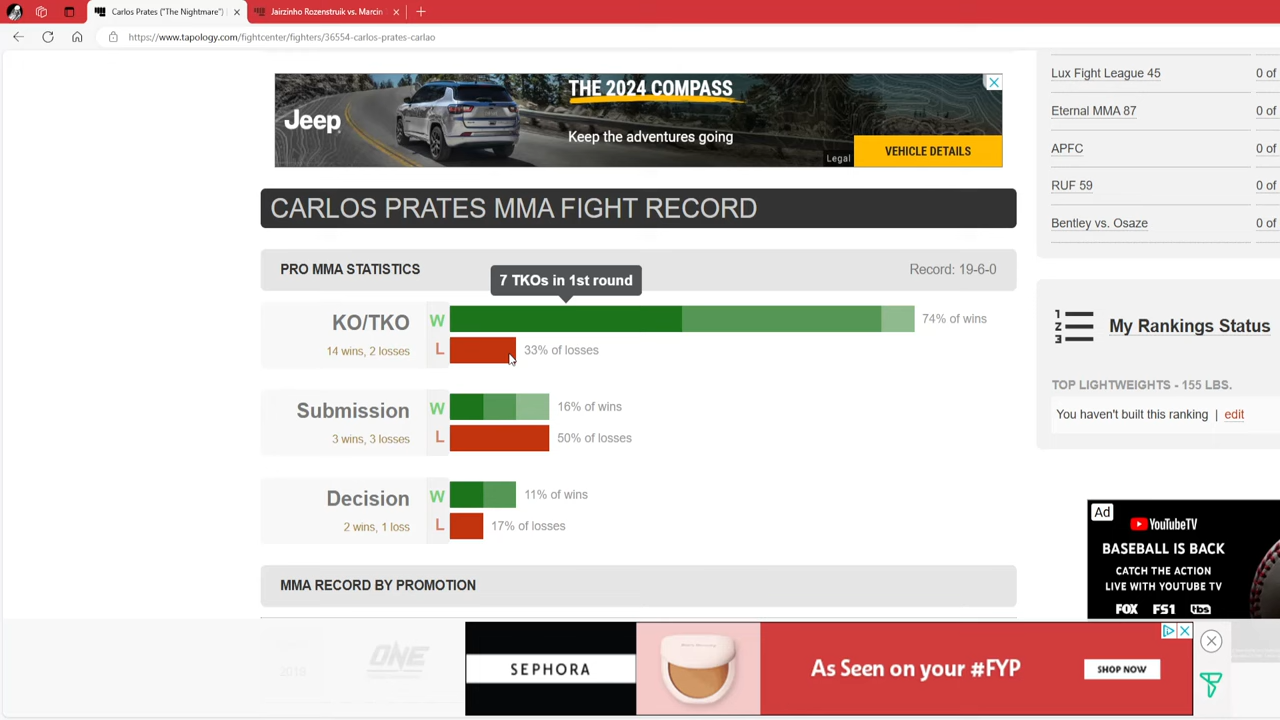 Carlos Prates ("The Nightmare") |
Jairzinho Rozenstruik vs. Marcin
https://www.tapology.com/fightcenter/fighters/36554-carlos-prates-carlao
Jeep
THE 2024 COMPASS
Keep the adventures going
Legal
VEHICLE DETAILS
CARLOS PRATES MMA FIGHT RECORD
PRO MMA STATISTICS
Record: 19-6-0
7 TKOs in 1st round
KO/TKO
14 wins, 2 losses
W
74% of wins
L
33% of losses
Submission
3 wins, 3 losses
W
16% of wins
L
50% of losses
Decision
2 wins, 1 loss
W
11% of wins
L
17% of losses
MMA RECORD BY PROMOTION
2018
ONE
Lux Fight League 45
0 of
Eternal MMA 87
0 of
APFC
0 of
RUF 59
0 of
Bentley vs. Osaze
0 of
1
2
3
My Rankings Status
TOP LIGHTWEIGHTS - 155 LBS.
You haven't built this ranking | edit
Ad
YouTubeTV
BASEBALL IS BACK
CATCH THE ACTION
LIVE WITH YOUTUBE TV
FOX FS1 tbs
SEPHORA
As Seen on your #FYP
SHOP NOW